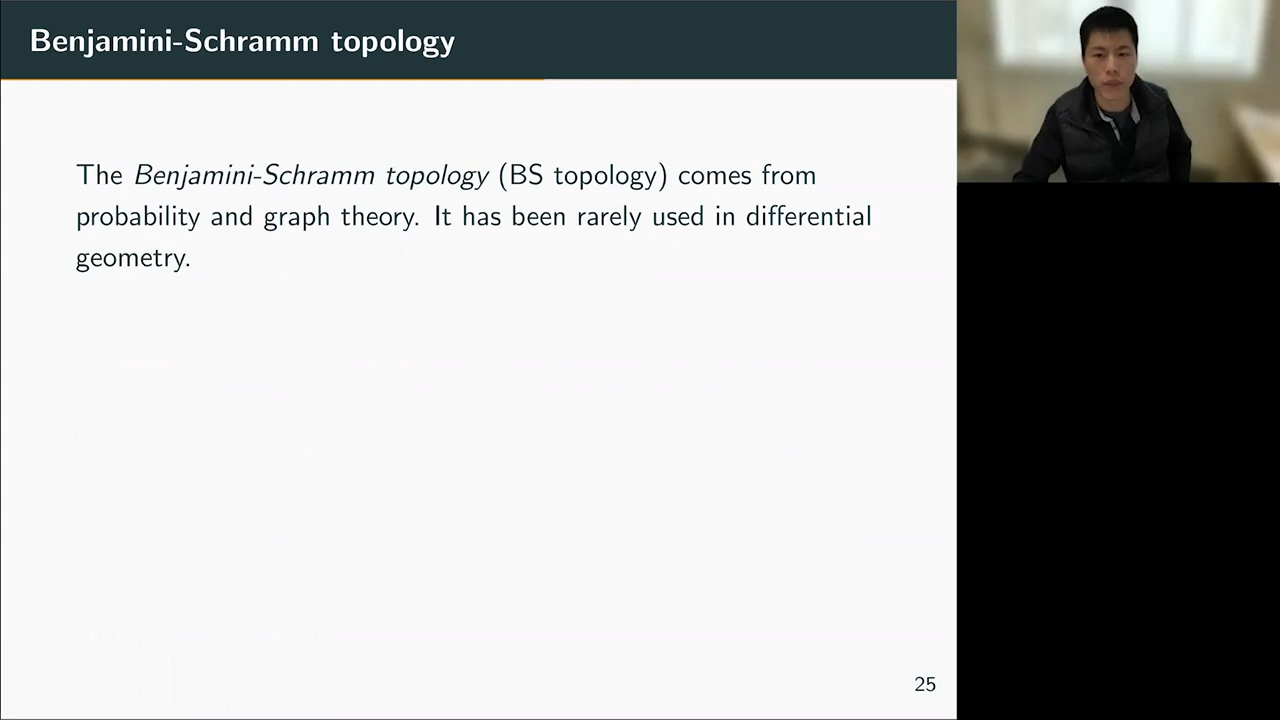 Benjamini-Schramm topology
The Benjamini-Schramm topology (BS topology) comes from
probability and graph theory. It has been rarely used in differential
geometry.
25